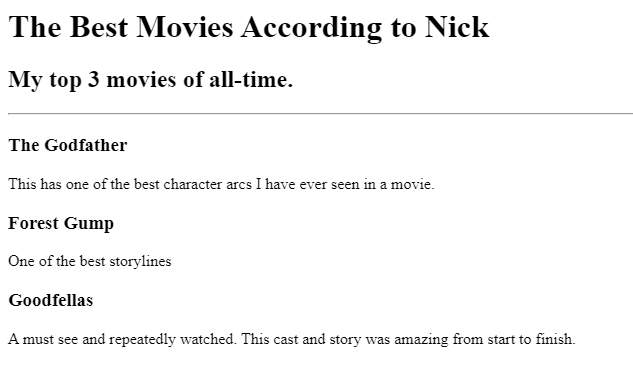 The Best Movies According to Nick
My top 3 movies of all-time.
The Godfather
This has one of the best character arcs I have ever seen in a movie.
Forest Gump
One of the best storylines
Goodfellas
A must see and repeatedly watched. This cast and story was amazing from start to finish.